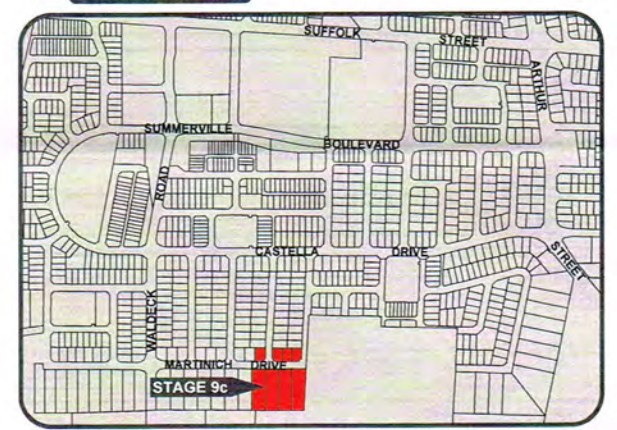 SUFFOLK STREET
ARTHUR STREET
SUMMERVILLE BOULEVARD
WALDECK ROAD
CASTELLA DRIVE
MARTINICH DRIVE
STAGE 9c